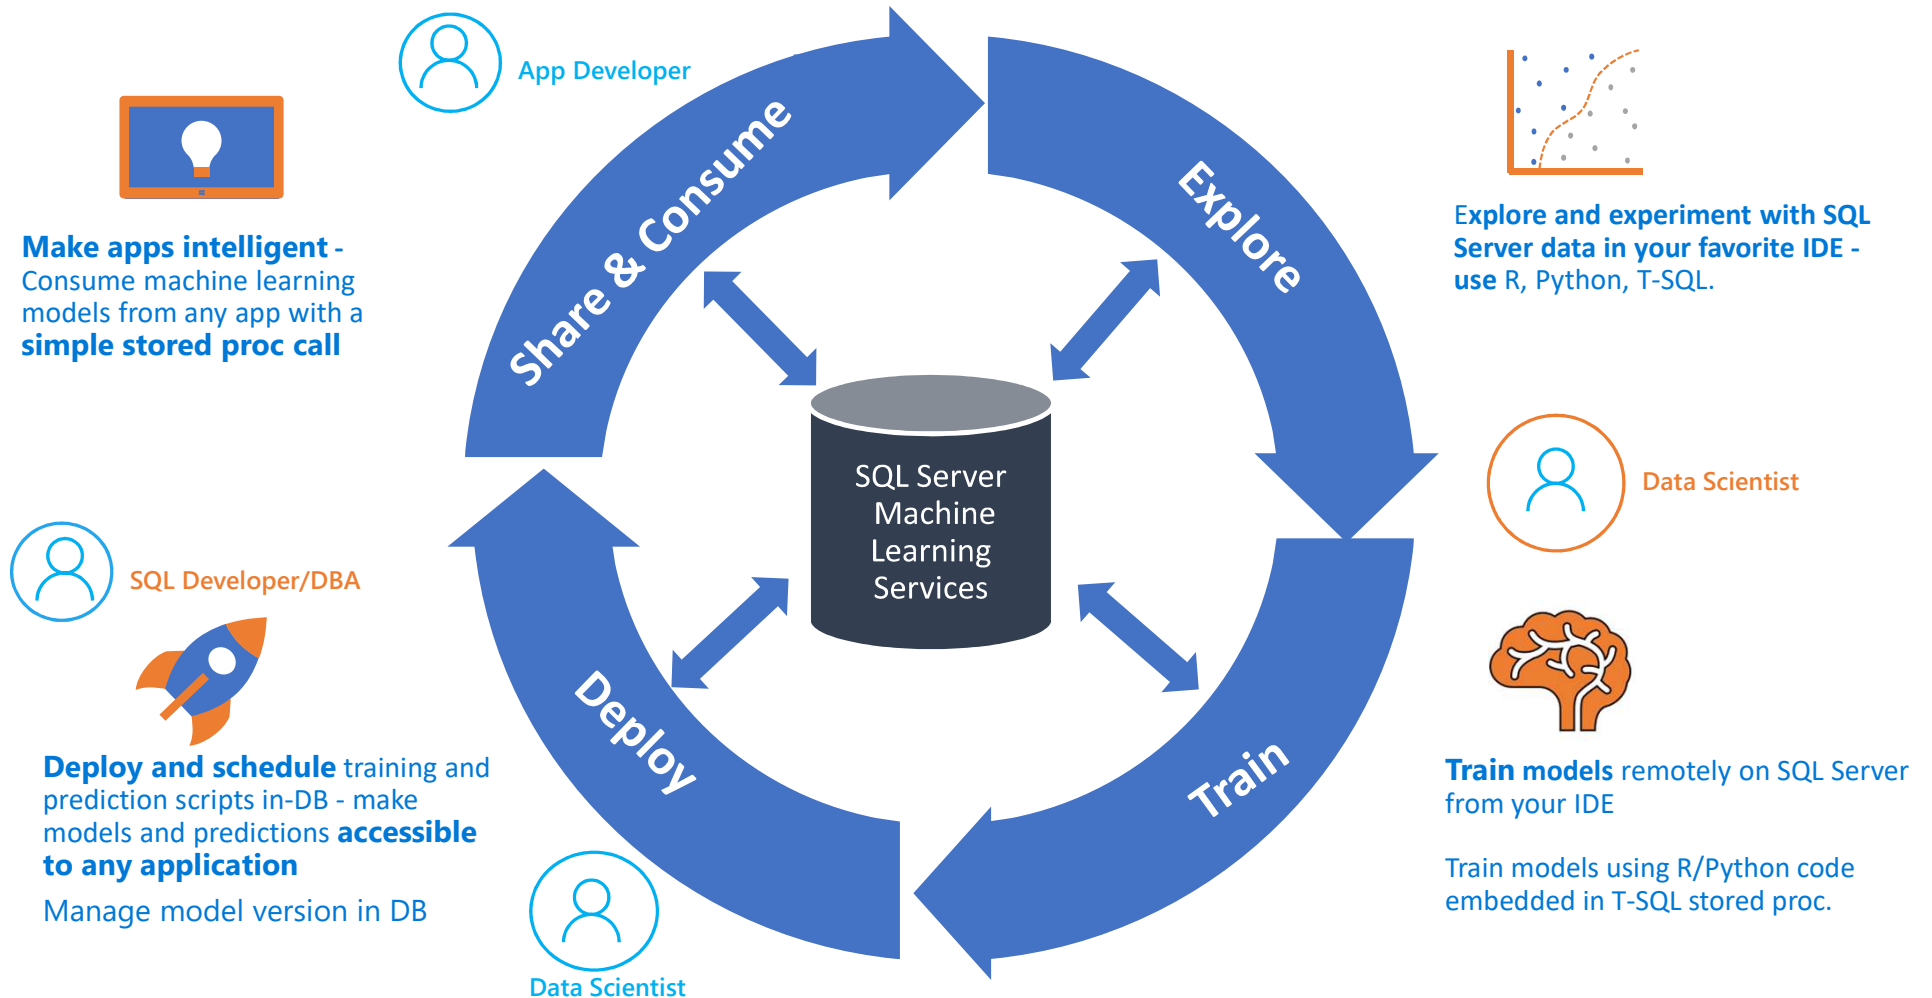 App Developer
Make apps intelligent -
Consume machine learning
models from any app with a
simple stored proc call
Share & Consume
Explore
Explore and experiment with SQL
Server data in your favorite IDE -
use R, Python, T-SQL.
SQL Server
Machine
Learning
Services
Data Scientist
SQL Developer/DBA
Deploy
Train
Deploy and schedule training and
prediction scripts in-DB - make
models and predictions accessible
to any application
Manage model version in DB
Train models remotely on SQL Server
from your IDE
Train models using R/Python code
embedded in T-SQL stored proc.
Data Scientist